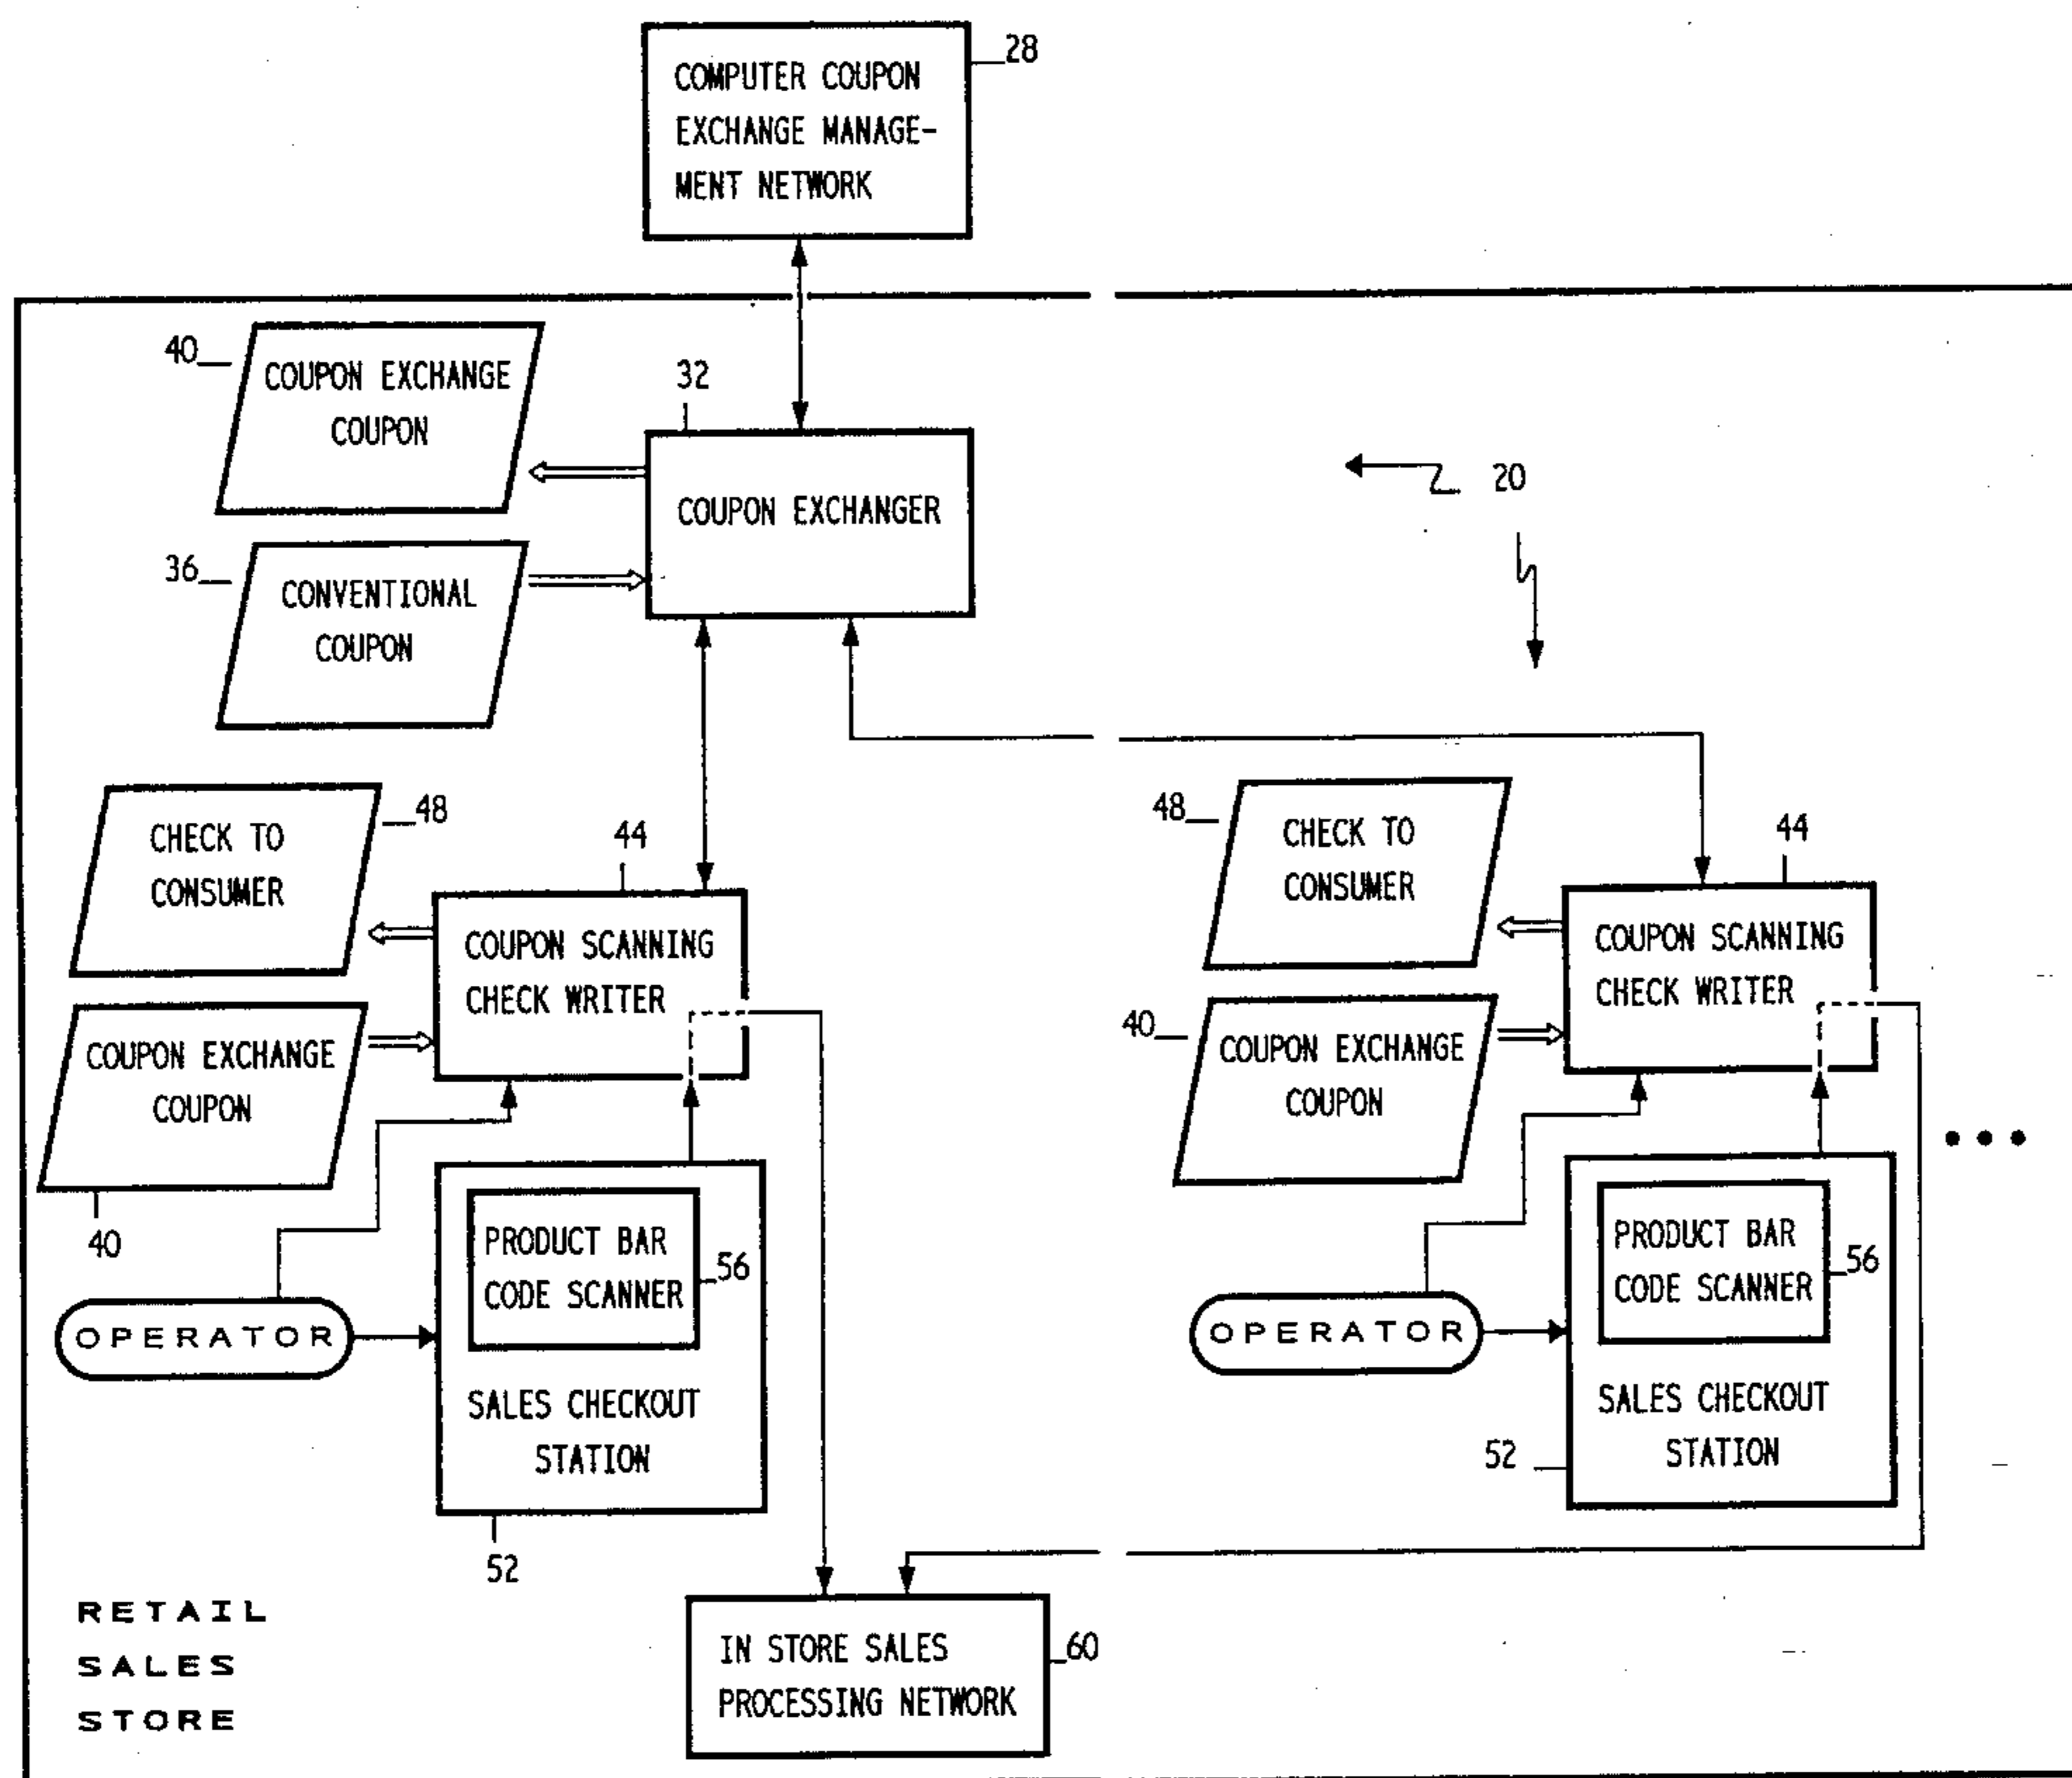 COMPUTER COUPON
EXCHANGE MANAGE-
MENT NETWORK
28
40
COUPON EXCHANGE
COUPON
32
COUPON EXCHANGER
20
36
CONVENTIONAL
COUPON
CHECK TO
CONSUMER
48
44
COUPON SCANNING
CHECK WRITER
COUPON EXCHANGE
COUPON
40
PRODUCT BAR
CODE SCANNER
56
OPERATOR
SALES CHECKOUT
STATION
52
48
CHECK TO
CONSUMER
44
COUPON SCANNING
CHECK WRITER
40
COUPON EXCHANGE
COUPON
PRODUCT BAR
CODE SCANNER
56
OPERATOR
SALES CHECKOUT
STATION
52
RETAIL
SALES
STORE
IN STORE SALES
PROCESSING NETWORK
60